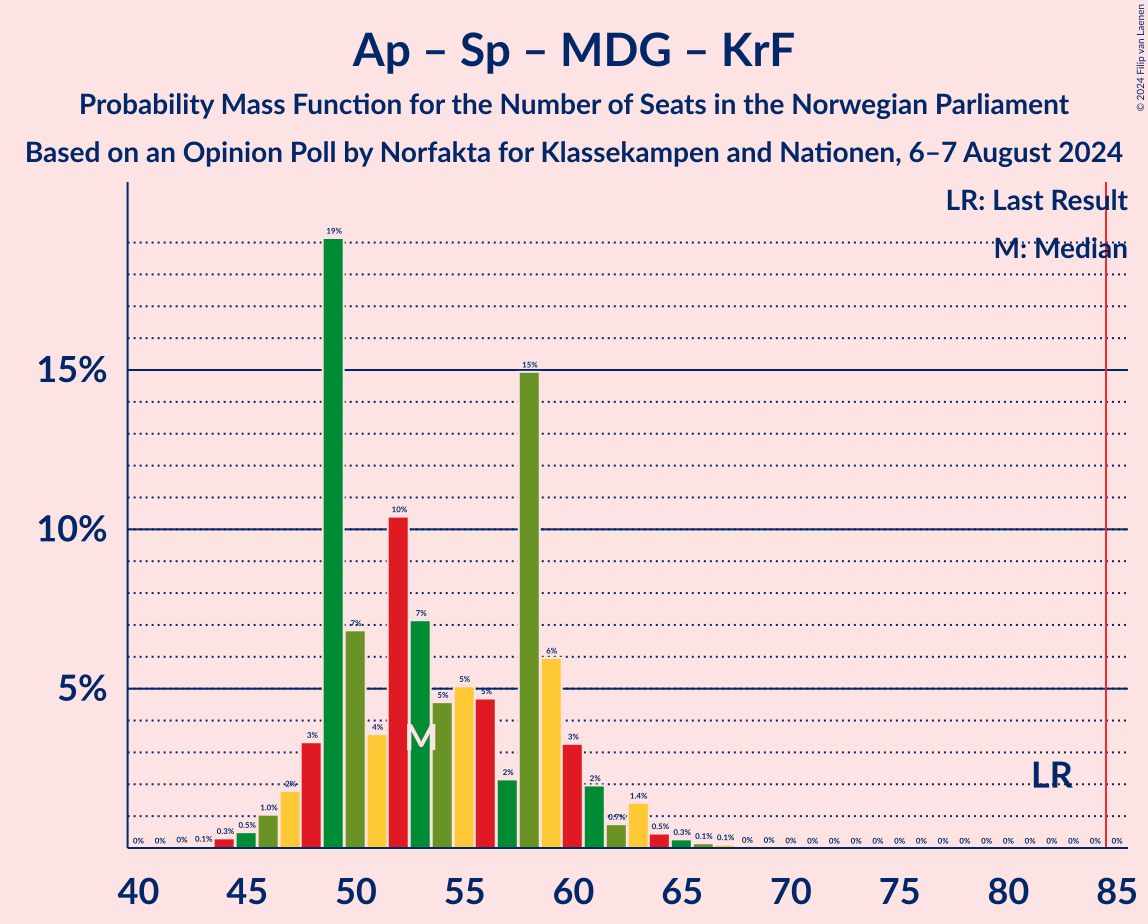 Ap – Sp – MDG – KrF
Probability Mass Function for the Number of Seats in the Norwegian Parliament
Based on an Opinion Poll by Norfakta for Klassekampen and Nationen, 6–7 August 2024
© 2024 Filip van Laenen
LR: Last Result
M: Median
15%
10%
5%
0% 0% 0% 0.1% 0.3% 0.5% 1.0% 2% 3% 19% 7% 4% 10% 7% 5% 5% 5% 2% 15% 6% 3% 2% 0.7% 1.4% 0.5% 0.3% 0.1% 0.1% 0% 0% 0% 0% 0% 0% 0% 0% 0% 0% 0% 0% 0% 0% 0% 0% 0% 0%
M
LR
40 45 50 55 60 65 70 75 80 85